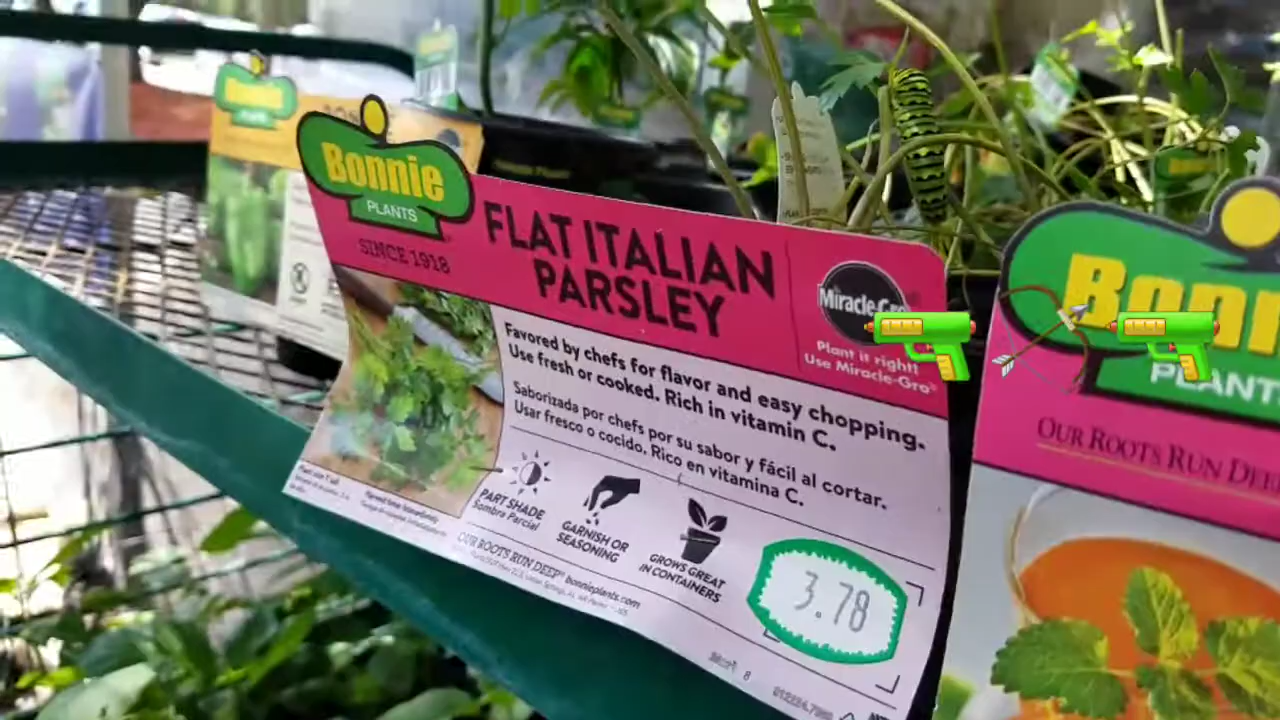 Bonnie
PLANTS
SINCE 1918
FLAT ITALIAN
PARSLEY
Miracle-Gro
Plant it right!
Use Miracle-Gro
Favored by chefs for flavor and easy chopping.
Use fresh or cooked. Rich in vitamin C.
Saborizada por chefs por su sabor y fácil al cortar.
Usar fresco o cocido. Rico en vitamina C.
PART SHADE
Sombra Parcial
GARNISH OR
SEASONING
GROWS GREAT
IN CONTAINERS
OUR ROOTS RUN DEEP® bonnieplants.com
3.78
Bonni
PLANTS
OUR ROOTS RUN DEE
Bonnie